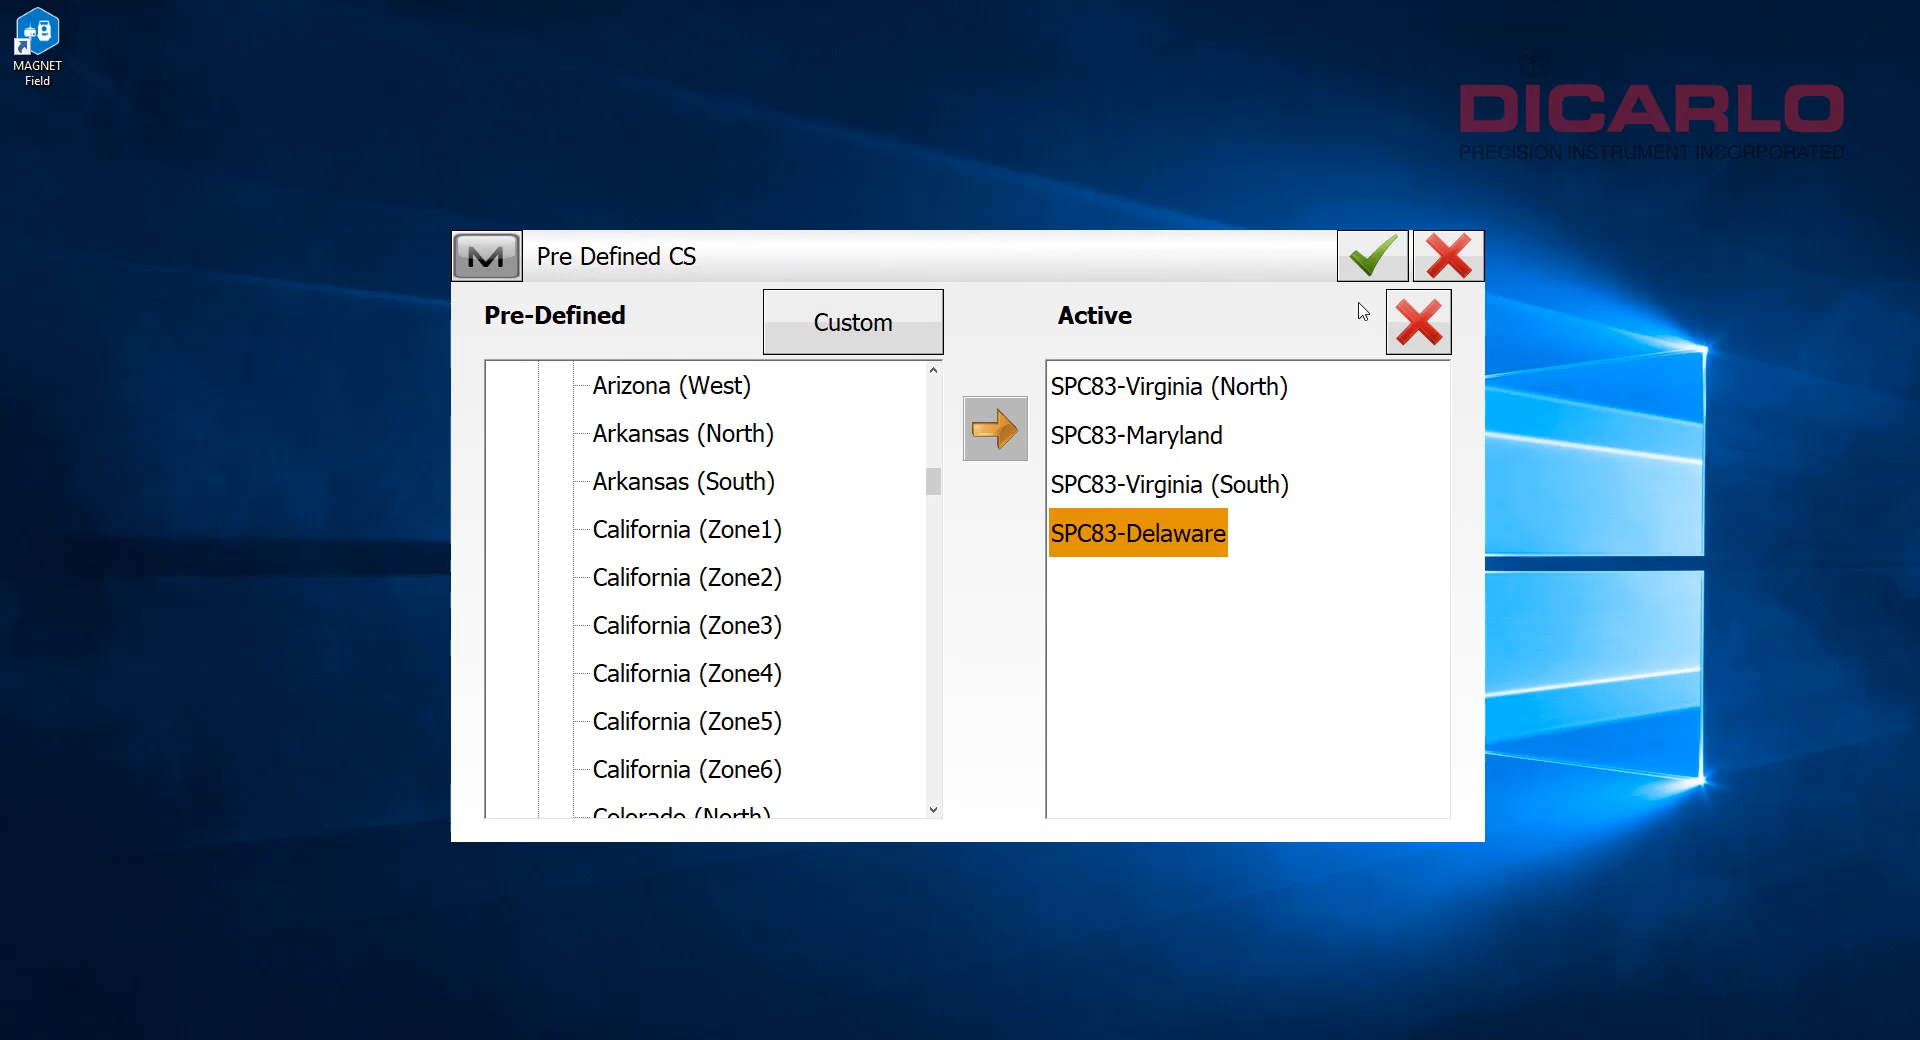 MAGNET
Field
DICARLO
PRECISION INSTRUMENT INCORPORATED
Pre Defined CS
Pre-Defined
Custom
Active
Arizona (West)
Arkansas (North)
Arkansas (South)
California (Zone1)
California (Zone2)
California (Zone3)
California (Zone4)
California (Zone5)
California (Zone6)
Colorado (North)
SPC83-Virginia (North)
SPC83-Maryland
SPC83-Virginia (South)
SPC83-Delaware